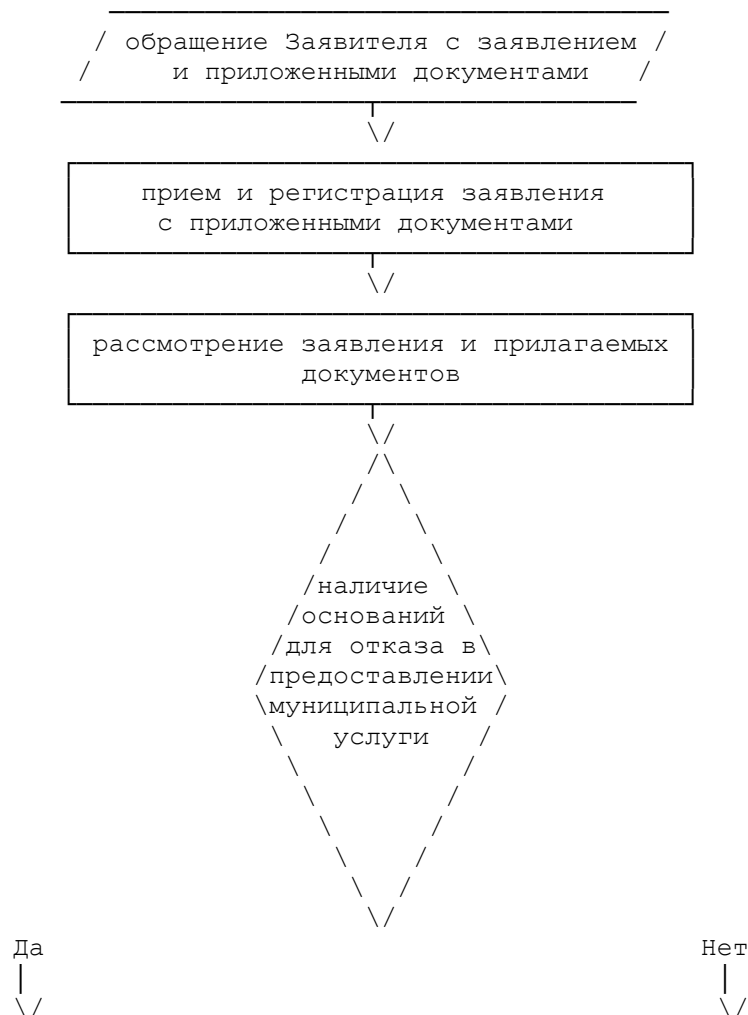 обращение Заявителя с заявлением
и приложенными документами
прием и регистрация заявления
с приложенными документами
рассмотрение заявления и прилагаемых
документов
наличие
оснований
для отказа в
предоставлении
муниципальной
услуги
Да Нет